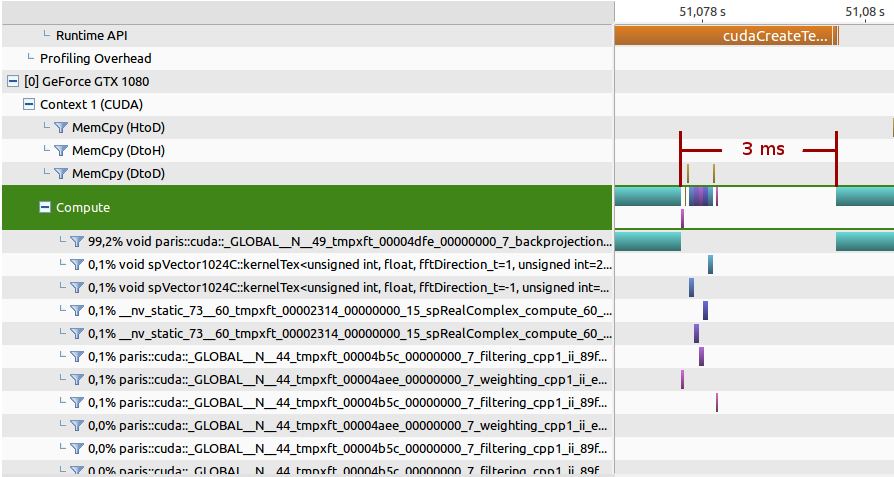 51,078 s 51,08 s
Runtime API cudaCreateTe...
Profiling Overhead
[0] GeForce GTX 1080
Context 1 (CUDA)
MemCpy (HtoD)
MemCpy (DtoH) 3 ms
MemCpy (DtoD)
Compute
99,2% void paris::cuda::_GLOBAL__N__49_tmpxft_00004dfe_00000000_7_backprojection...
0,1% void spVector1024C::kernelTex<unsigned int, float, fftDirection_t=1, unsigned int=2...
0,1% void spVector1024C::kernelTex<unsigned int, float, fftDirection_t=-1, unsigned int=...
0,1% __nv_static_73__60_tmpxft_00002314_00000000_15_spRealComplex_compute_60_...
0,1% __nv_static_73__60_tmpxft_00002314_00000000_15_spRealComplex_compute_60_...
0,1% paris::cuda::_GLOBAL__N__44_tmpxft_00004b5c_00000000_7_filtering_cpp1_ii_89f...
0,1% paris::cuda::_GLOBAL__N__44_tmpxft_00004aee_00000000_7_weighting_cpp1_ii_e...
0,1% paris::cuda::_GLOBAL__N__44_tmpxft_00004b5c_00000000_7_filtering_cpp1_ii_89f...
0,0% paris::cuda::_GLOBAL__N__44_tmpxft_00004aee_00000000_7_weighting_cpp1_ii_e...
0,0% paris::cuda::_GLOBAL__N__44_tmpxft_00004b5c_00000000_7_filtering_cpp1_ii_89f...
0,0% paris::cuda::_GLOBAL__N__44_tmpxft_00004b5c_00000000_7_filtering_cpp1_ii_89f...